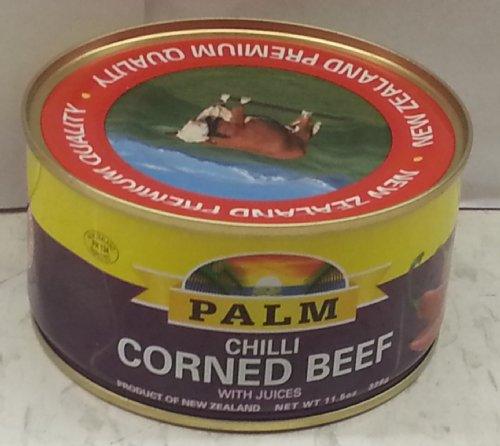 NEW ZEALAND PREMIUM QUALITY • NEW ZEALAND PREMIUM QUALITY •
PALM
CHILLI
CORNED BEEF
WITH JUICES
PRODUCT OF NEW ZEALAND NET WT 11.5oz 326g